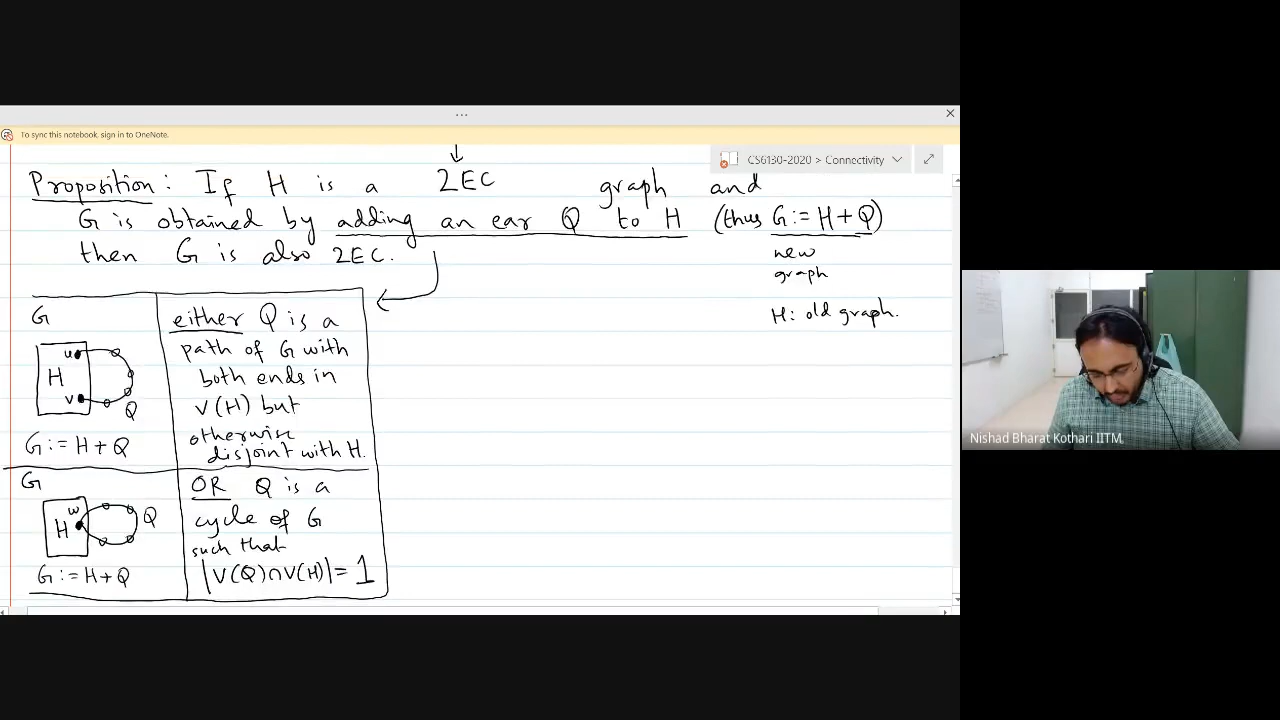 ...
To sync this notebook, sign in to OneNote.
CS6130-2020 > Connectivity
Proposition: If H is a 2EC graph and
G is obtained by adding an ear Q to H (thus G := H + Q)
then G is also 2EC.
new
graph
H: old graph.
G
H
u
v
Q
G := H + Q
either Q is a
path of G with
both ends in
V(H) but
otherwise
disjoint with H.
G
H
w
Q
G := H + Q
OR Q is a
cycle of G
such that
|V(Q)∩V(H)| = 1
Nishad Bharat Kothari IITM,